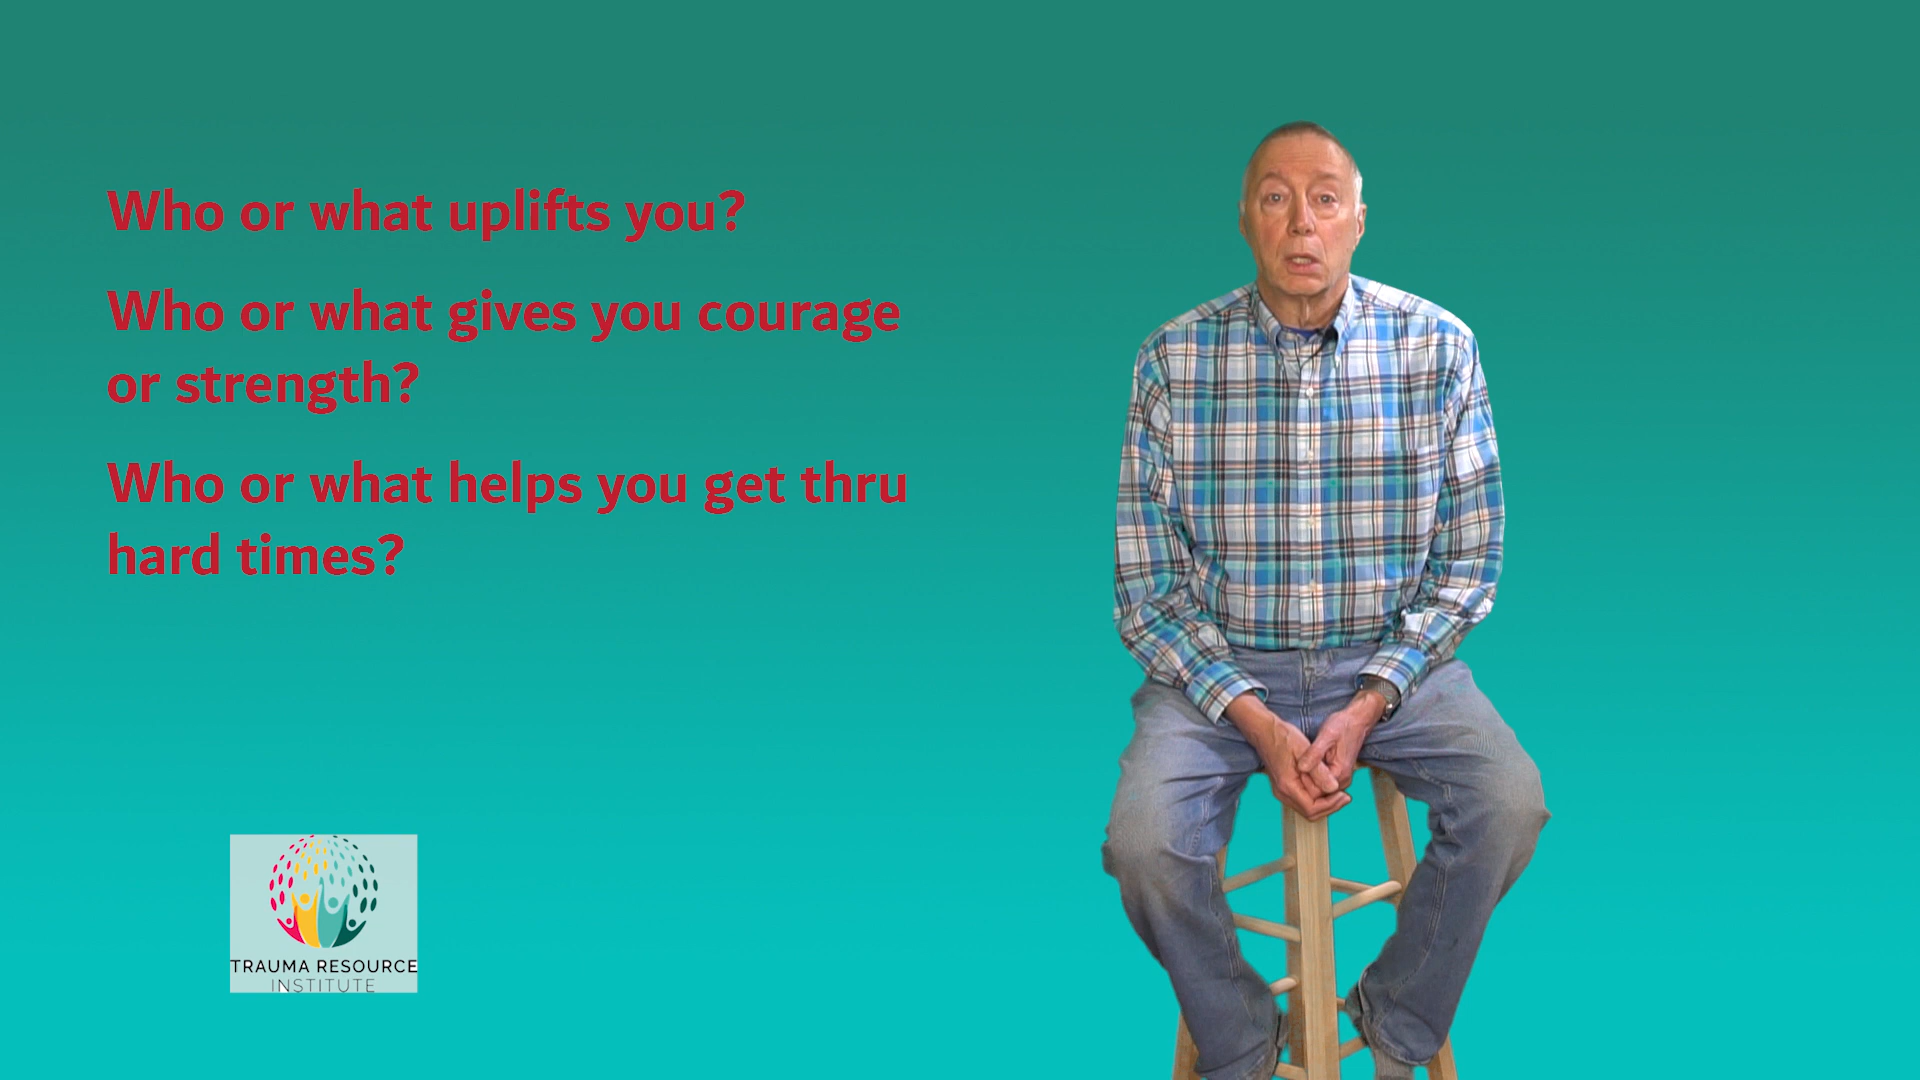 Who or what uplifts you?
Who or what gives you courage
or strength?
Who or what helps you get thru
hard times?
TRAUMA RESOURCE
INSTITUTE